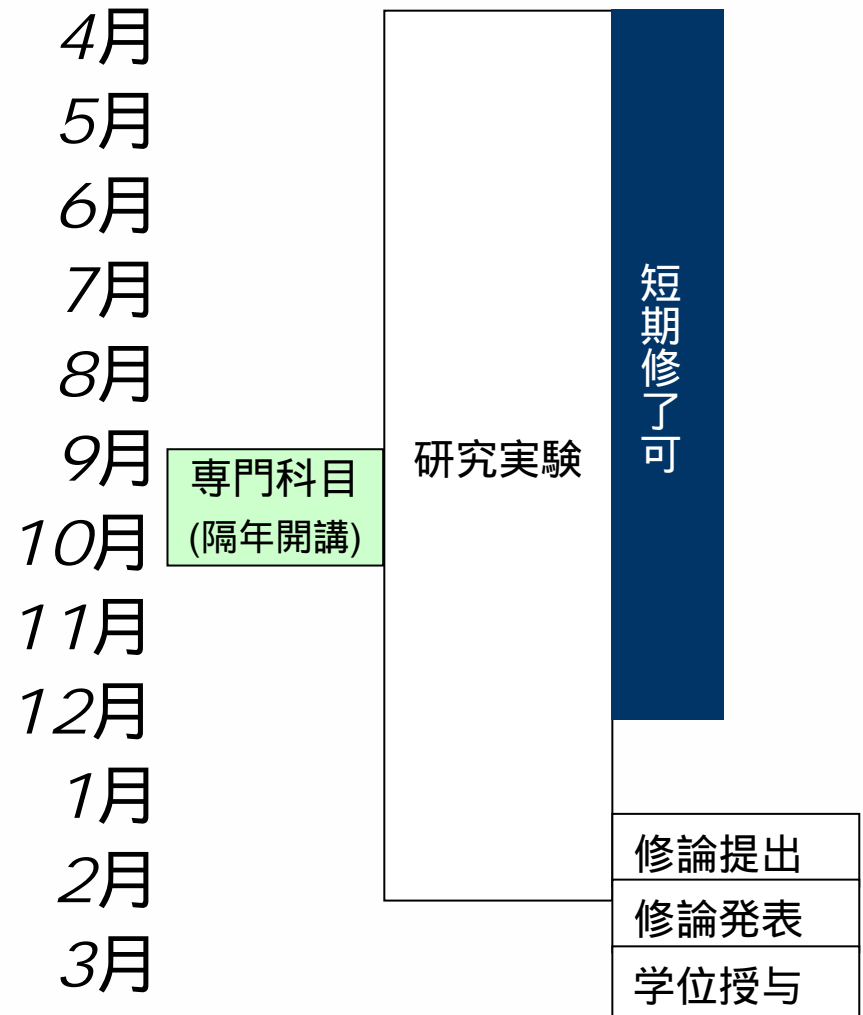 4月
5月
6月
7月
8月
9月
10月
11月
12月
1月
2月
3月
専門科目
(隔年開講)
研究実験
短期修了可
修論提出
修論発表
学位授与